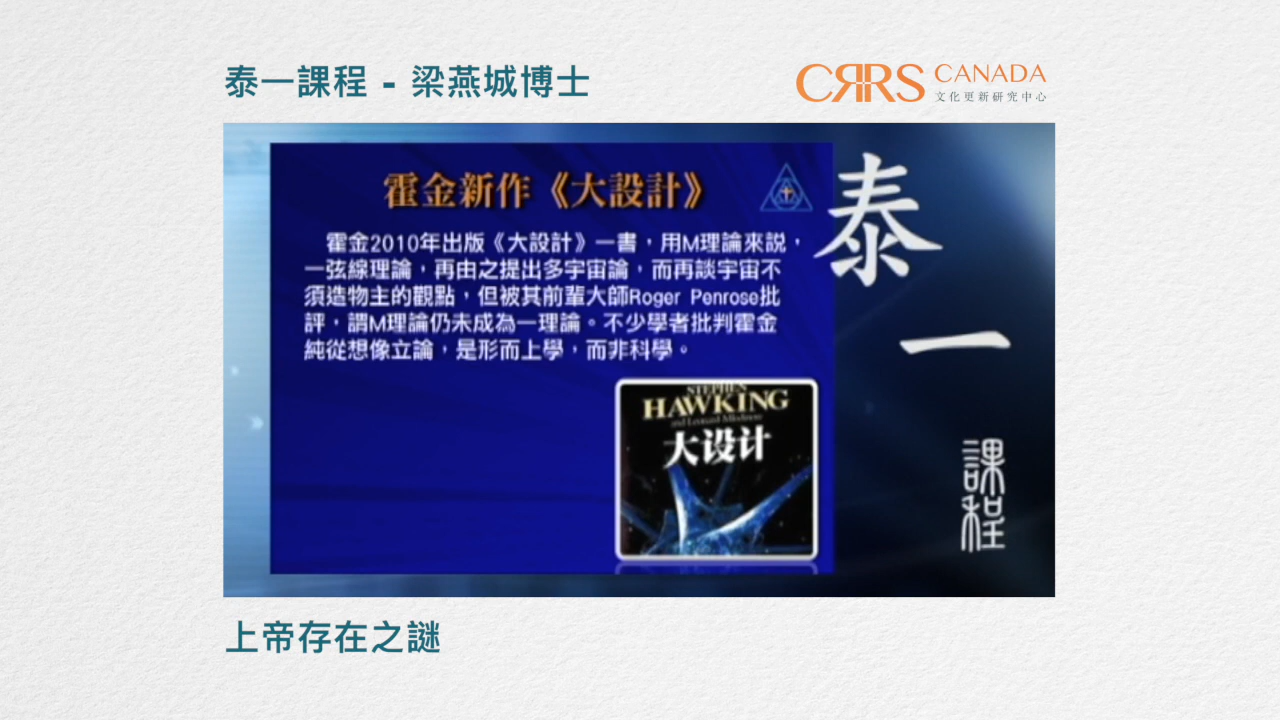 泰一課程 - 梁燕城博士
CRRS CANADA
文化更新研究中心
霍金新作《大設計》
霍金2010年出版《大設計》一書，用M理論來説，
一弦線理論，再由之提出多宇宙論，而再談宇宙不
須造物主的觀點，但被其前輩大師Roger Penrose批
評，謂M理論仍未成為一理論。不少學者批判霍金
純從想像立論，是形而上學，而非科學。
STEPHEN
HAWKING
and Leonard Mlodinow
大设计
泰
一
課程
上帝存在之謎